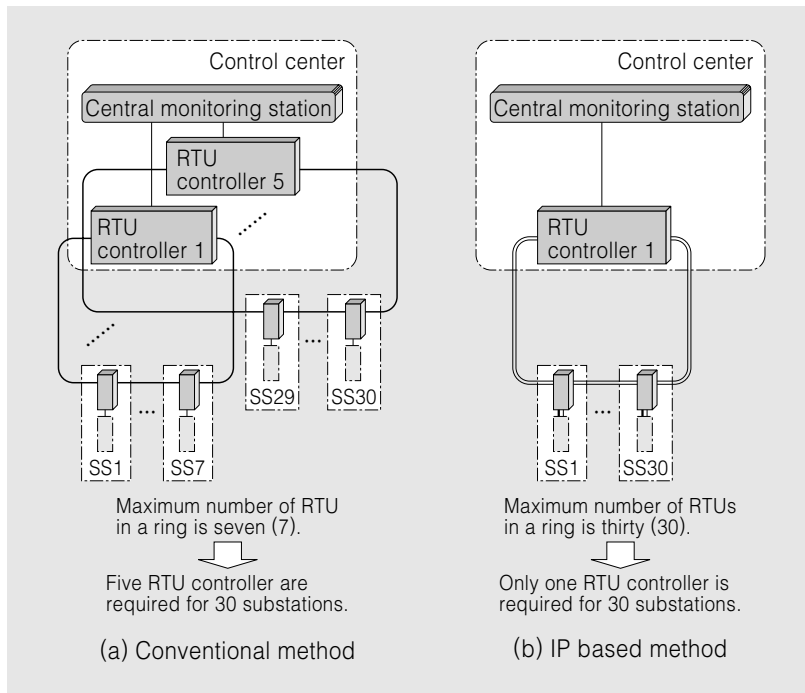 Control center
Central monitoring station
RTU
controller 5
RTU
controller 1
SS29
...
SS30
SS1
...
SS7
Maximum number of RTU
in a ring is seven (7).
Five RTU controller are
required for 30 substations.
(a) Conventional method
Control center
Central monitoring station
RTU
controller 1
SS1
...
SS30
Maximum number of RTUs
in a ring is thirty (30).
Only one RTU controller is
required for 30 substations.
(b) IP based method